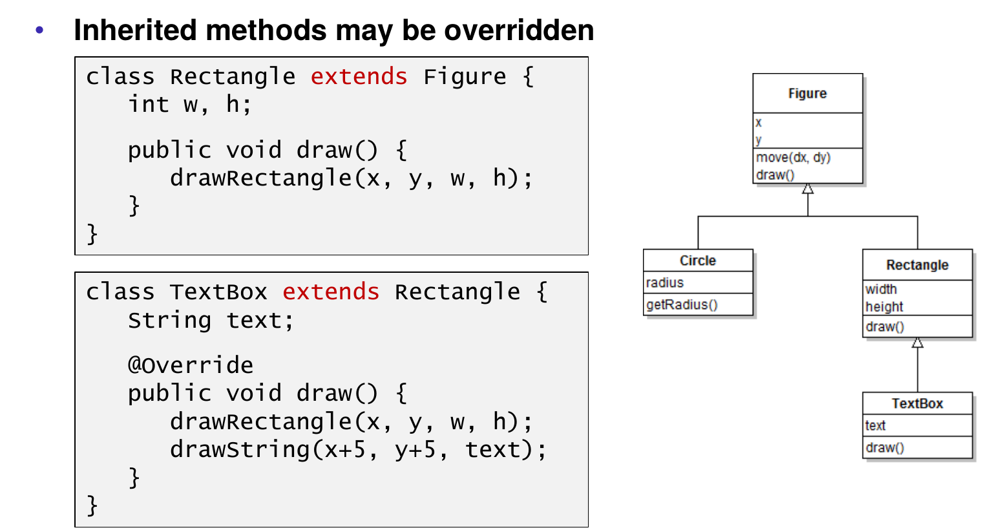 • Inherited methods may be overridden
class Rectangle extends Figure {
int w, h;
public void draw() {
drawRectangle(x, y, w, h);
}
}
class TextBox extends Rectangle {
String text;
@Override
public void draw() {
drawRectangle(x, y, w, h);
drawString(x+5, y+5, text);
}
}
Figure
x
y
move(dx, dy)
draw()
Circle
radius
getRadius()
Rectangle
width
height
draw()
TextBox
text
draw()